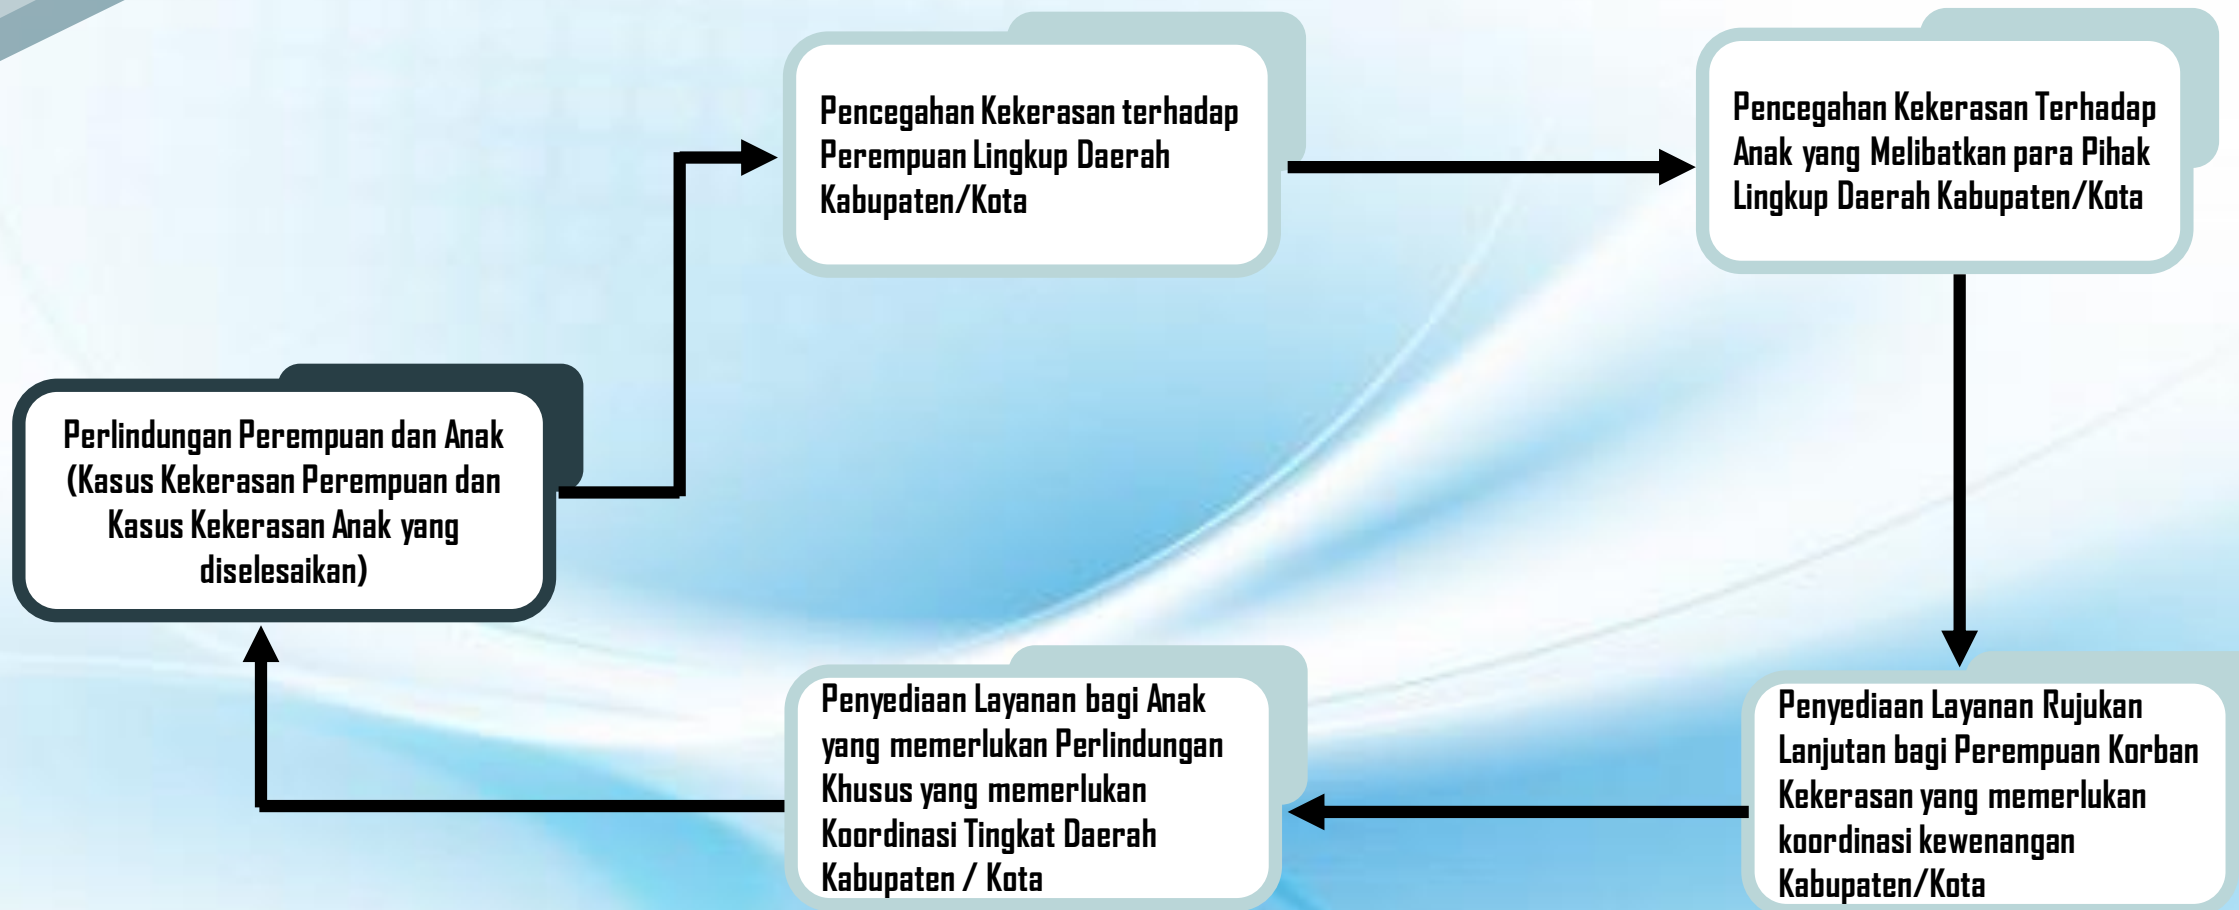 Pencegahan Kekerasan terhadap
Perempuan Lingkup Daerah
Kabupaten/Kota
Pencegahan Kekerasan Terhadap
Anak yang Melibatkan para Pihak
Lingkup Daerah Kabupaten/Kota
Perlindungan Perempuan dan Anak
(Kasus Kekerasan Perempuan dan
Kasus Kekerasan Anak yang
diselesaikan)
Penyediaan Layanan bagi Anak
yang memerlukan Perlindungan
Khusus yang memerlukan
Koordinasi Tingkat Daerah
Kabupaten / Kota
Penyediaan Layanan Rujukan
Lanjutan bagi Perempuan Korban
Kekerasan yang memerlukan
koordinasi kewenangan
Kabupaten/Kota